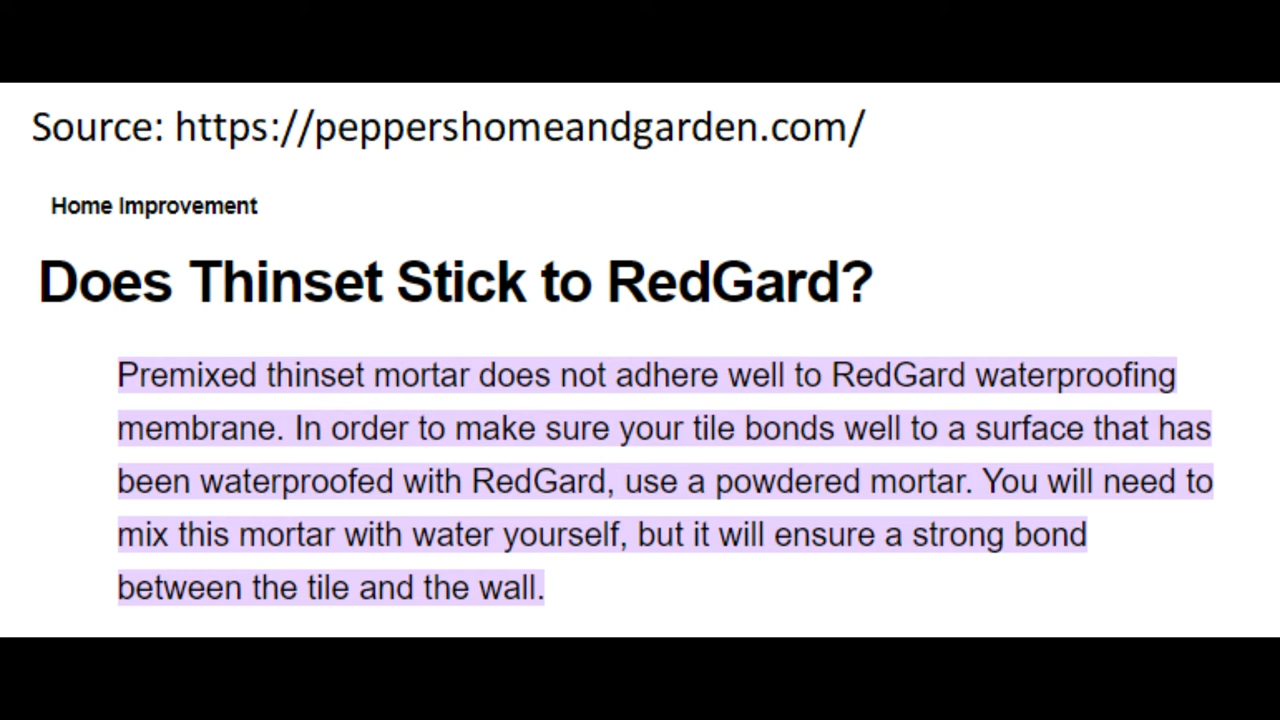 Source: https://peppershomeandgarden.com/
Home Improvement
Does Thinset Stick to RedGard?
Premixed thinset mortar does not adhere well to RedGard waterproofing
membrane. In order to make sure your tile bonds well to a surface that has
been waterproofed with RedGard, use a powdered mortar. You will need to
mix this mortar with water yourself, but it will ensure a strong bond
between the tile and the wall.